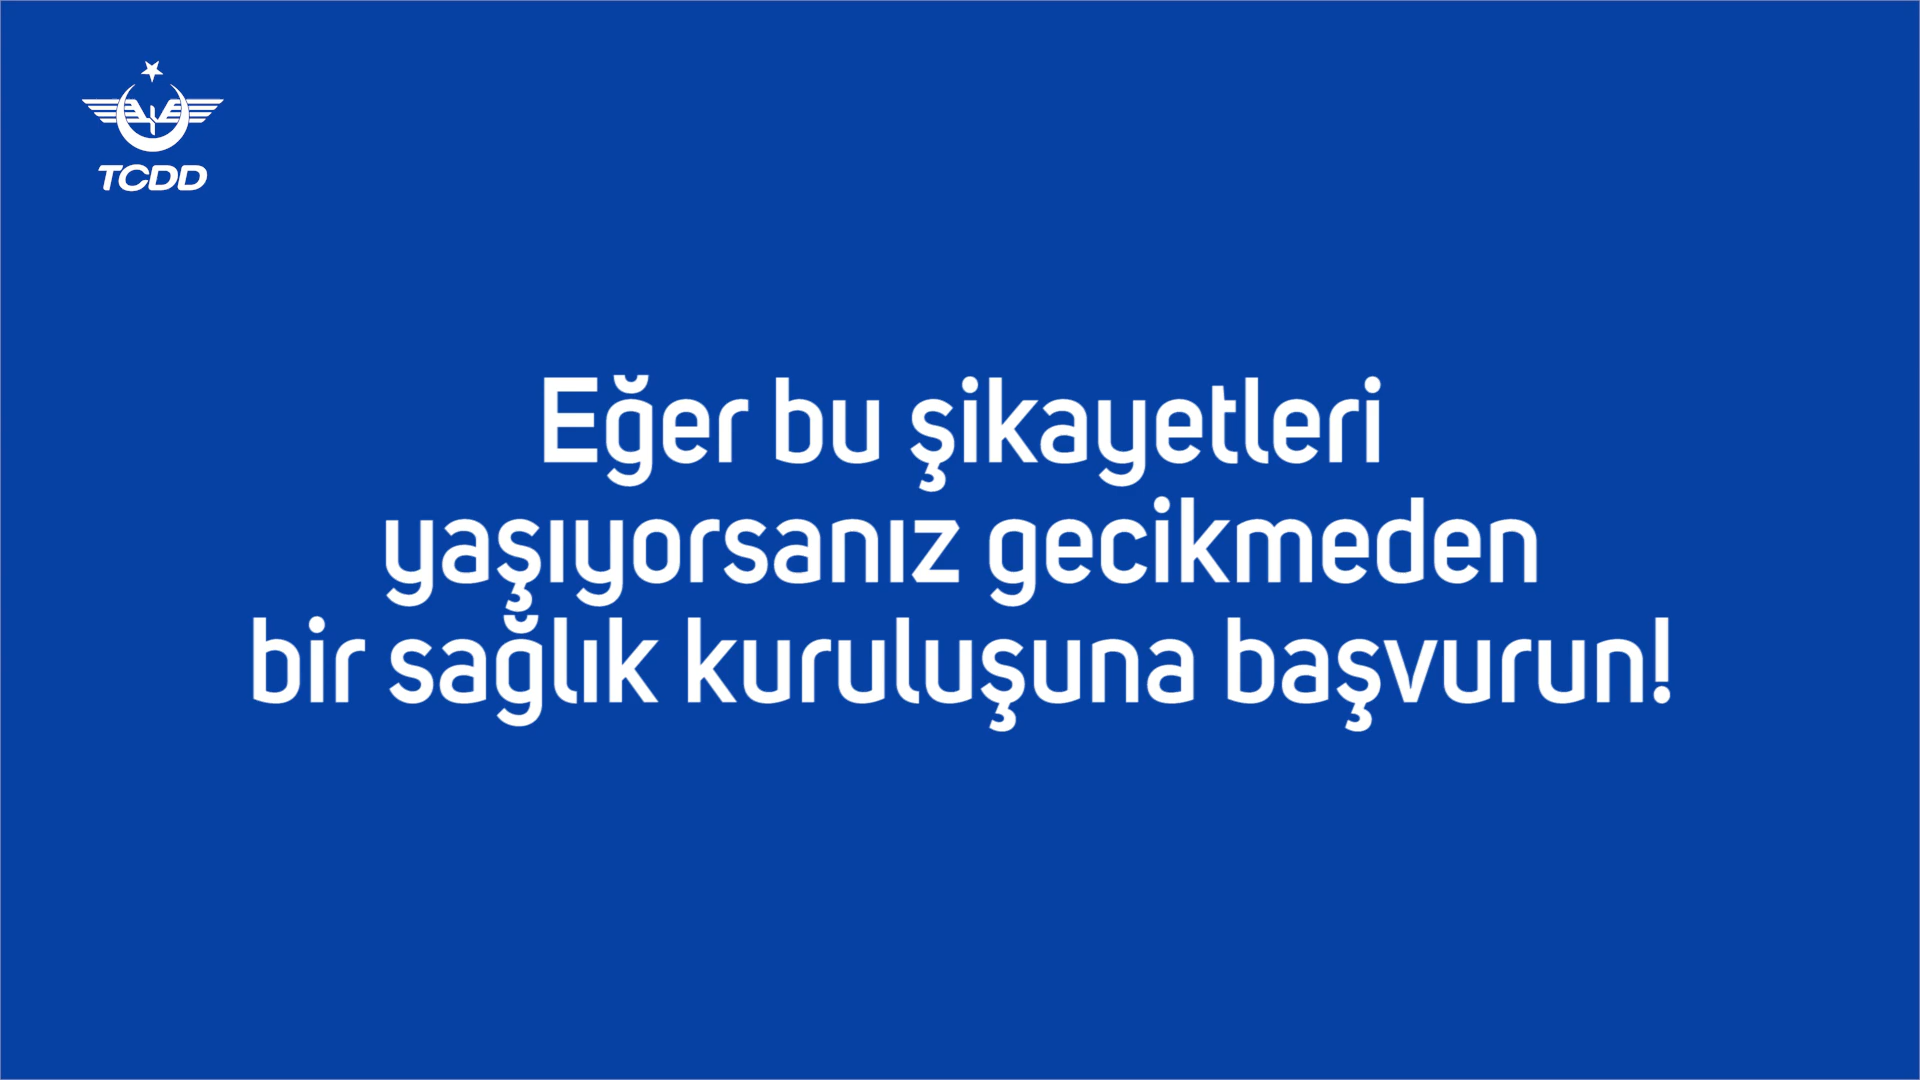 TCDD
Eğer bu şikayetleri
yaşıyorsanız gecikmeden
bir sağlık kuruluşuna başvurun!